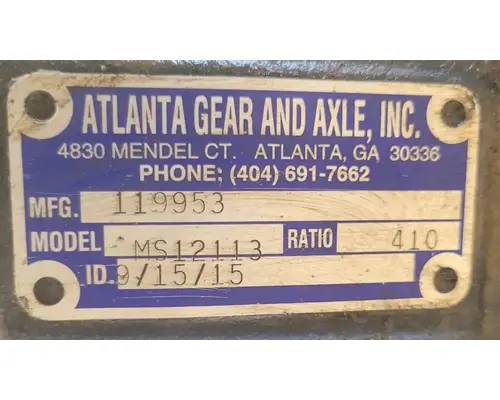 ATLANTA GEAR AND AXLE, INC.
4830 MENDEL CT. ATLANTA, GA 30336
PHONE: (404) 691-7662
MFG. 119953
MODEL MS12113 RATIO 410
ID. 9/15/15